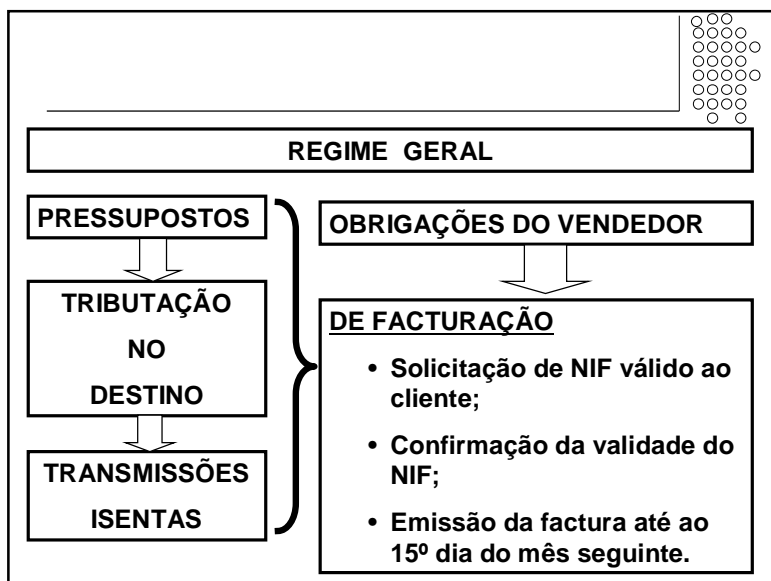 REGIME GERAL
PRESSUPOSTOS
TRIBUTAÇÃO
NO
DESTINO
TRANSMISSÕES
ISENTAS
OBRIGAÇÕES DO VENDEDOR
DE FACTURAÇÃO
• Solicitação de NIF válido ao
cliente;
• Confirmação da validade do
NIF;
• Emissão da factura até ao
15º dia do mês seguinte.